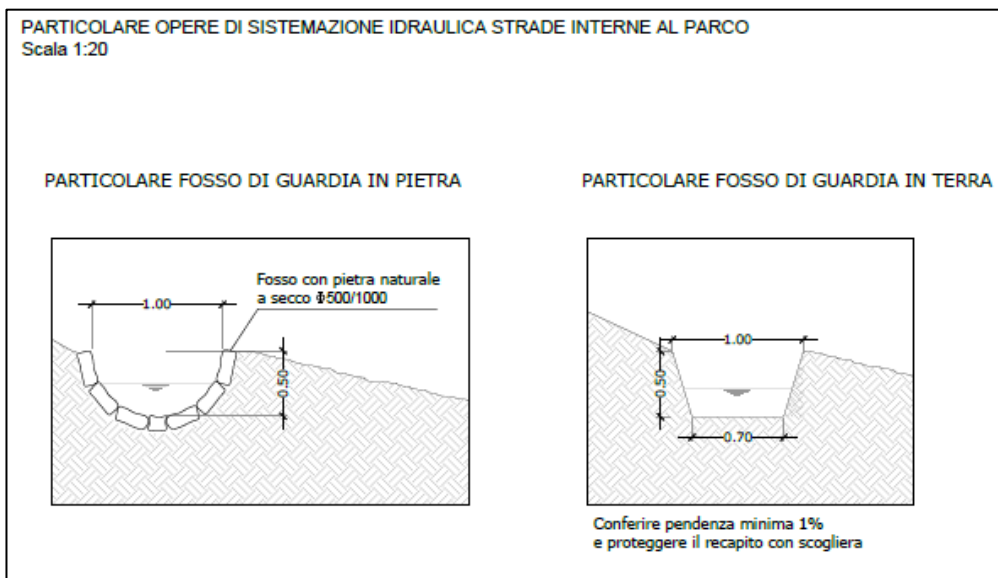 PARTICOLARE OPERE DI SISTEMAZIONE IDRAULICA STRADE INTERNE AL PARCO
Scala 1:20
PARTICOLARE FOSSO DI GUARDIA IN PIETRA
Fosso con pietra naturale
a secco Φ500/1000
1.00
0.50
PARTICOLARE FOSSO DI GUARDIA IN TERRA
1.00
0.50
0.70
Conferire pendenza minima 1%
e proteggere il recapito con scogliera